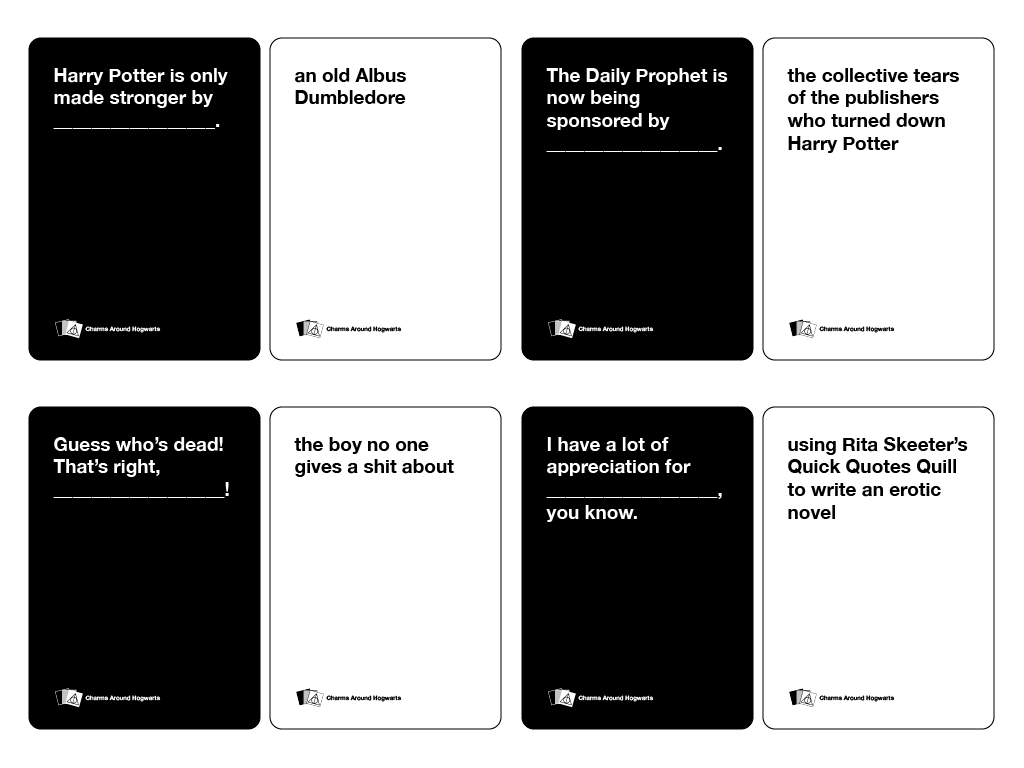 Harry Potter is only
made stronger by
_________________.
Charms Around Hogwarts
an old Albus
Dumbledore
Charms Around Hogwarts
The Daily Prophet is
now being
sponsored by
__________________.
Charms Around Hogwarts
the collective tears
of the publishers
who turned down
Harry Potter
Charms Around Hogwarts
Guess who’s dead!
That’s right,
__________________!
Charms Around Hogwarts
the boy no one
gives a shit about
Charms Around Hogwarts
I have a lot of
appreciation for
__________________,
you know.
Charms Around Hogwarts
using Rita Skeeter’s
Quick Quotes Quill
to write an erotic
novel
Charms Around Hogwarts